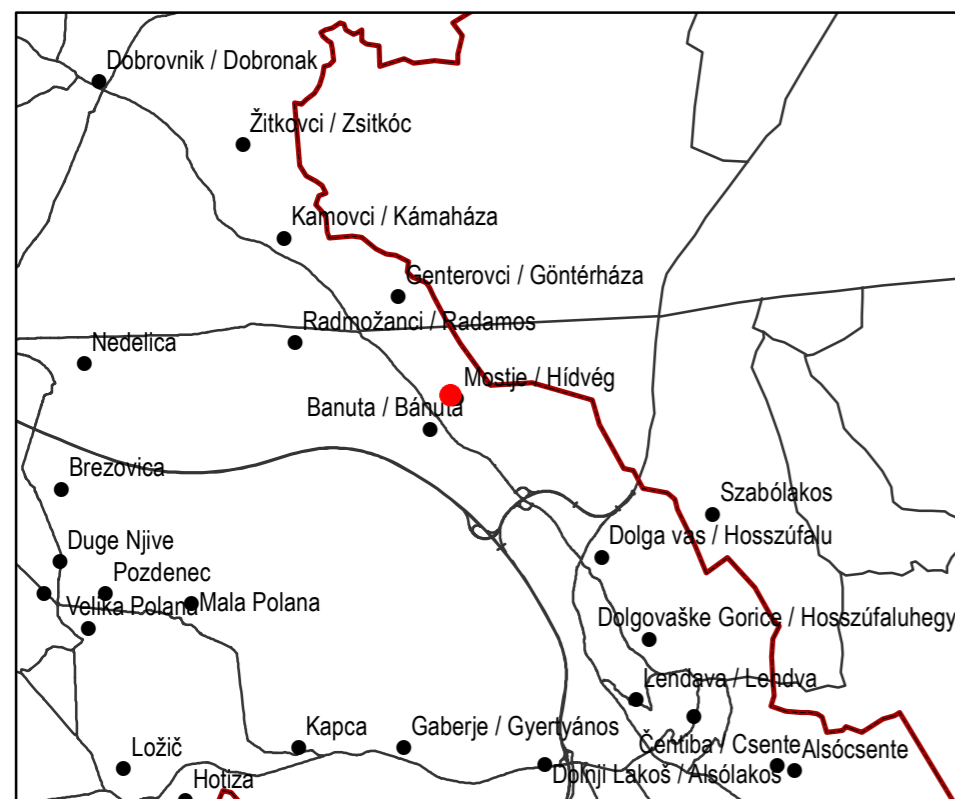 Dobrovnik / Dobronak
Žitkovci / Zsitkóc
Kamovci / Kámaháza
Genterovci / Göntérháza
Radmožanci / Radamos
Nedelica
Mostje / Hídvég
Banuta / Bánuta
Brezovica
Szabólakos
Duge Njive
Dolga vas / Hosszúfalu
Pozdenec
Velika Polana
Mala Polana
Dolgovaške Gorice / Hosszúfaluhegy
Lendava / Lendva
Kapca
Gaberje / Gyertyános
Čentiba / Csente
Alsócsente
Ložič
Dolnji Lakoš / Alsólakos
Hotiza